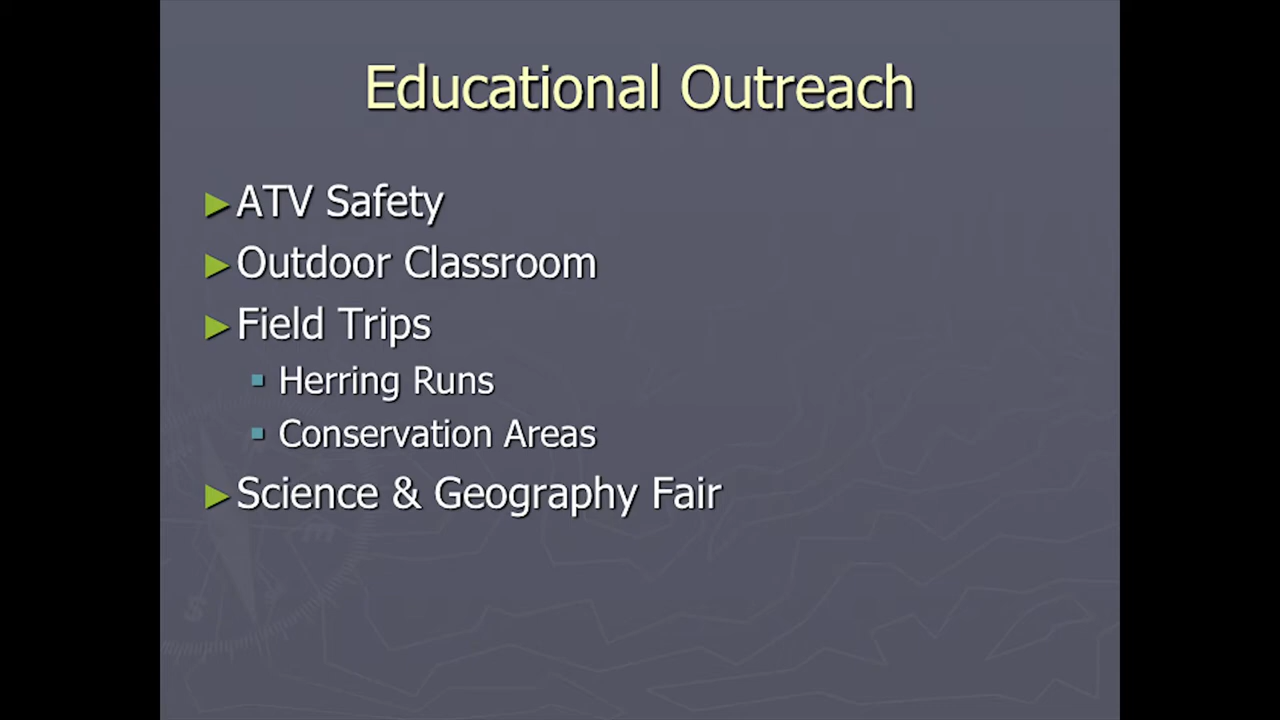 Educational Outreach
ATV Safety
Outdoor Classroom
Field Trips
Herring Runs
Conservation Areas
Science & Geography Fair